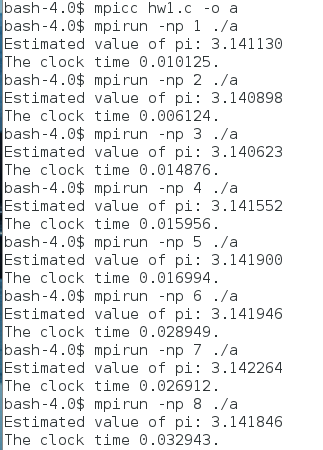 bash-4.0$ mpicc hw1.c -o a
bash-4.0$ mpirun -np 1 ./a
Estimated value of pi: 3.141130
The clock time 0.010125.
bash-4.0$ mpirun -np 2 ./a
Estimated value of pi: 3.140898
The clock time 0.006124.
bash-4.0$ mpirun -np 3 ./a
Estimated value of pi: 3.140623
The clock time 0.014876.
bash-4.0$ mpirun -np 4 ./a
Estimated value of pi: 3.141552
The clock time 0.015956.
bash-4.0$ mpirun -np 5 ./a
Estimated value of pi: 3.141900
The clock time 0.016994.
bash-4.0$ mpirun -np 6 ./a
Estimated value of pi: 3.141946
The clock time 0.028949.
bash-4.0$ mpirun -np 7 ./a
Estimated value of pi: 3.142264
The clock time 0.026912.
bash-4.0$ mpirun -np 8 ./a
Estimated value of pi: 3.141846
The clock time 0.032943.